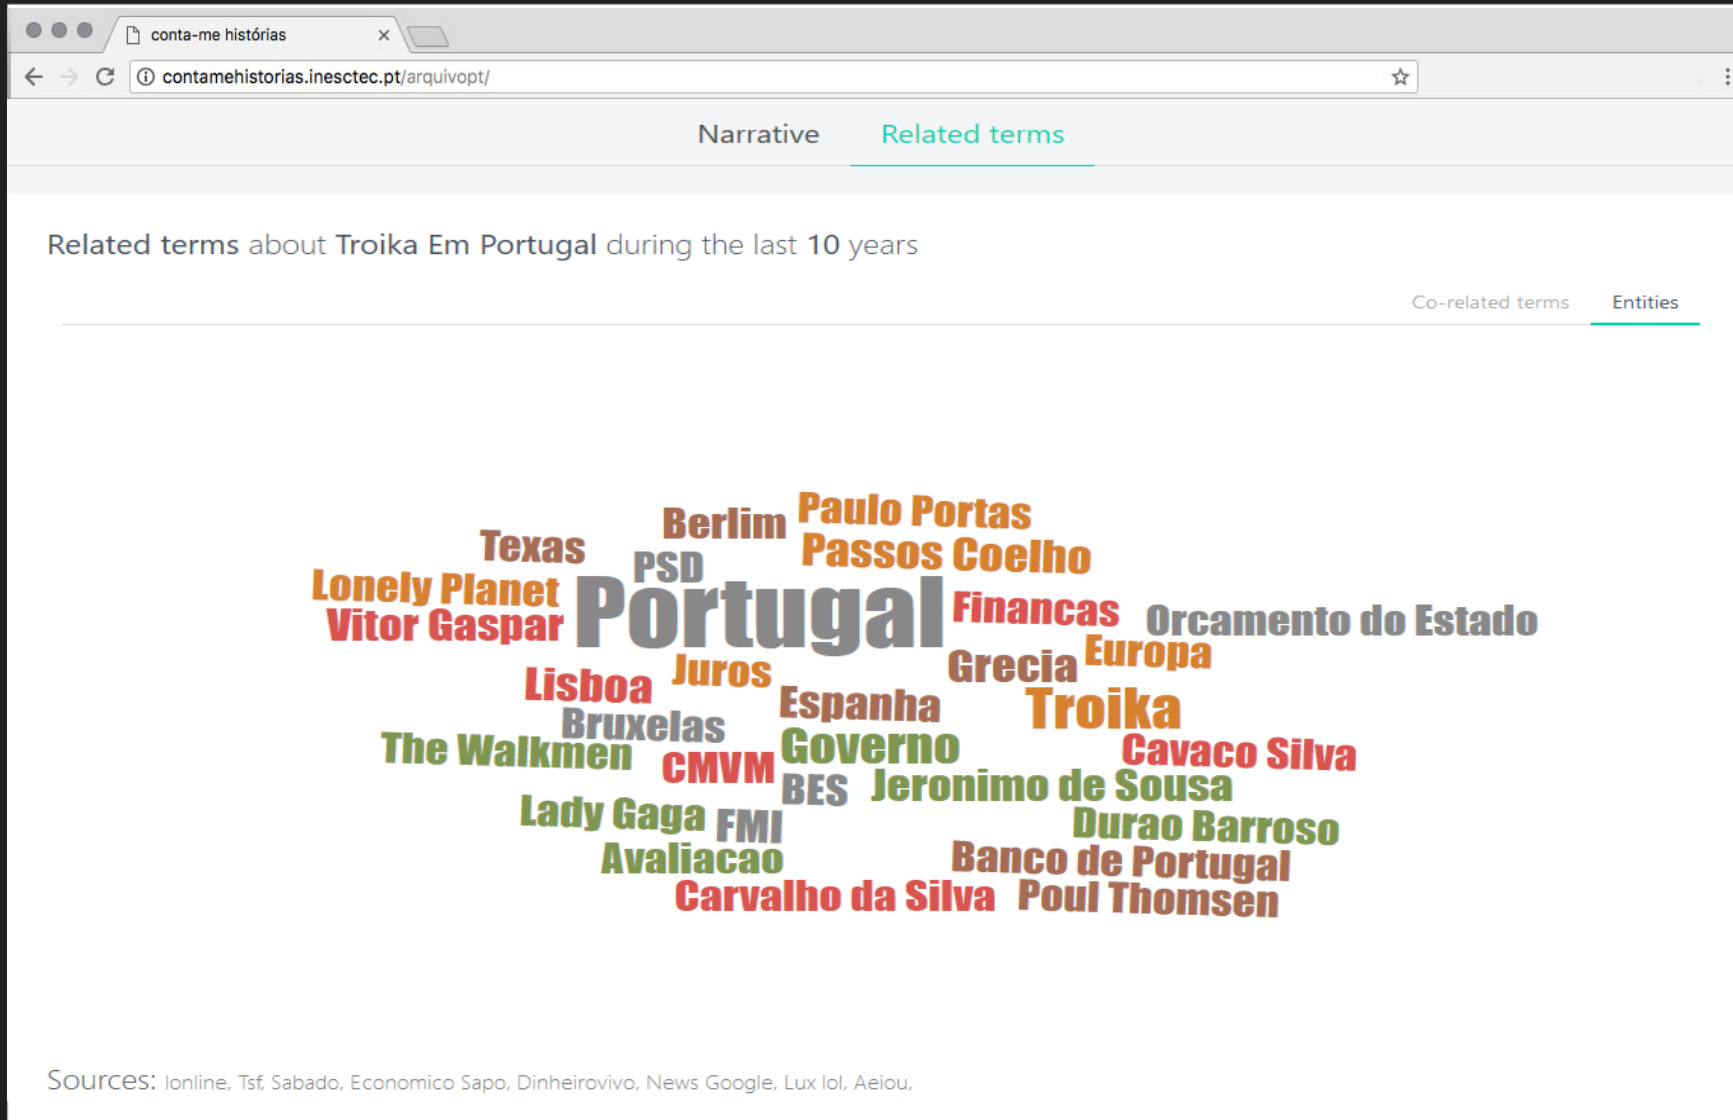 conta-me histórias
contamehistorias.inesctec.pt/arquivopt/
Narrative Related terms
Related terms about Troika Em Portugal during the last 10 years
Co-related terms Entities
Paulo Portas
Berlim
Texas
Passos Coelho
PSD
Lonely Planet
Portugal
Financas
Orcamento do Estado
Vitor Gaspar
Europa
Grecia
Juros
Lisboa
Espanha
Troika
Bruxelas
The Walkmen
Governo
Cavaco Silva
CMVM
BES
Jeronimo de Sousa
Lady Gaga
FMI
Durao Barroso
Avaliacao
Banco de Portugal
Carvalho da Silva
Poul Thomsen
Sources: Ionline, Tsf, Sabado, Economico Sapo, Dinheirovivo, News Google, Lux Iol, Aeiou,